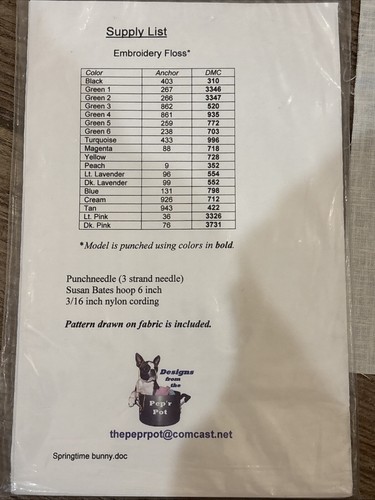 Supply List
Embroidery Floss*
Color Anchor DMC
Black 403 310
Green 1 267 3346
Green 2 266 3347
Green 3 862 520
Green 4 861 935
Green 5 259 772
Green 6 238 703
Turquoise 433 996
Magenta 88 718
Yellow 728
Peach 9 352
Lt. Lavender 96 554
Dk. Lavender 99 552
Blue 131 798
Cream 926 712
Tan 943 422
Lt. Pink 36 3326
Dk. Pink 76 3731
*Model is punched using colors in bold.
Punchneedle (3 strand needle)
Susan Bates hoop 6 inch
3/16 inch nylon cording
Pattern drawn on fabric is included.
Designs
from
the
Pep'r
Pot
thepeprpot@comcast.net
Springtime bunny.doc